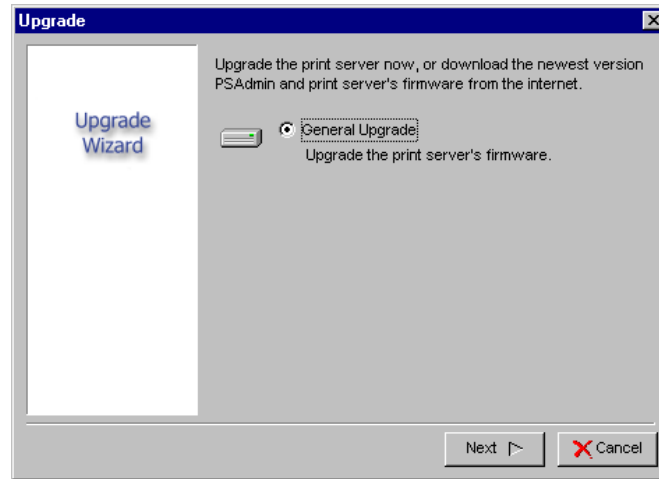 Upgrade
Upgrade the print server now, or download the newest version
PSAdmin and print server's firmware from the internet.
Upgrade
Wizard
General Upgrade
Upgrade the print server's firmware.
Next
Cancel